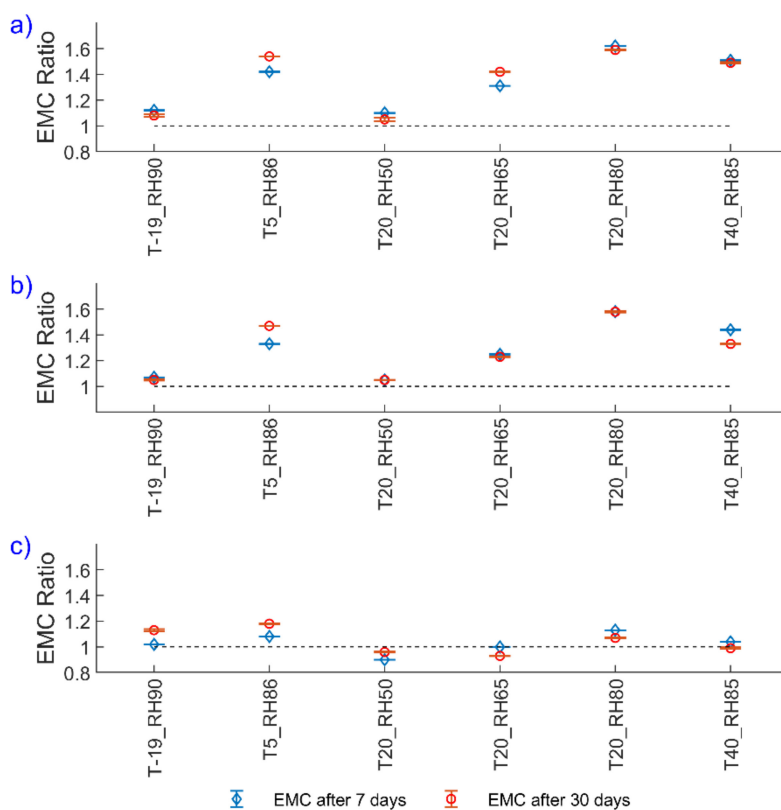 a)
EMC Ratio
1.6
1.4
1.2
1
0.8
T-19_RH90
T5_RH86
T20_RH50
T20_RH65
T20_RH80
T40_RH85
b)
EMC Ratio
1.6
1.4
1.2
1
T-19_RH90
T5_RH86
T20_RH50
T20_RH65
T20_RH80
T40_RH85
c)
EMC Ratio
1.6
1.4
1.2
1
0.8
T-19_RH90
T5_RH86
T20_RH50
T20_RH65
T20_RH80
T40_RH85
EMC after 7 days EMC after 30 days